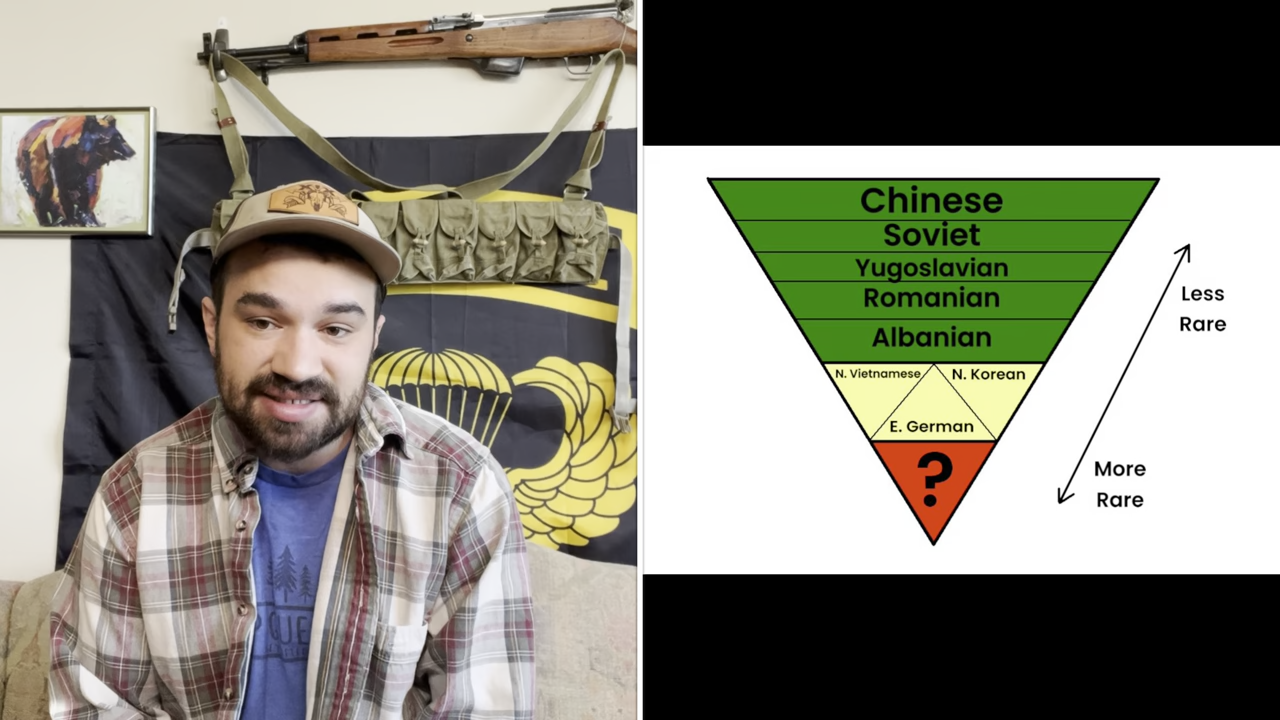 Chinese
Soviet
Yugoslavian
Romanian
Albanian
N. Vietnamese
N. Korean
E. German
?
Less
Rare
More
Rare